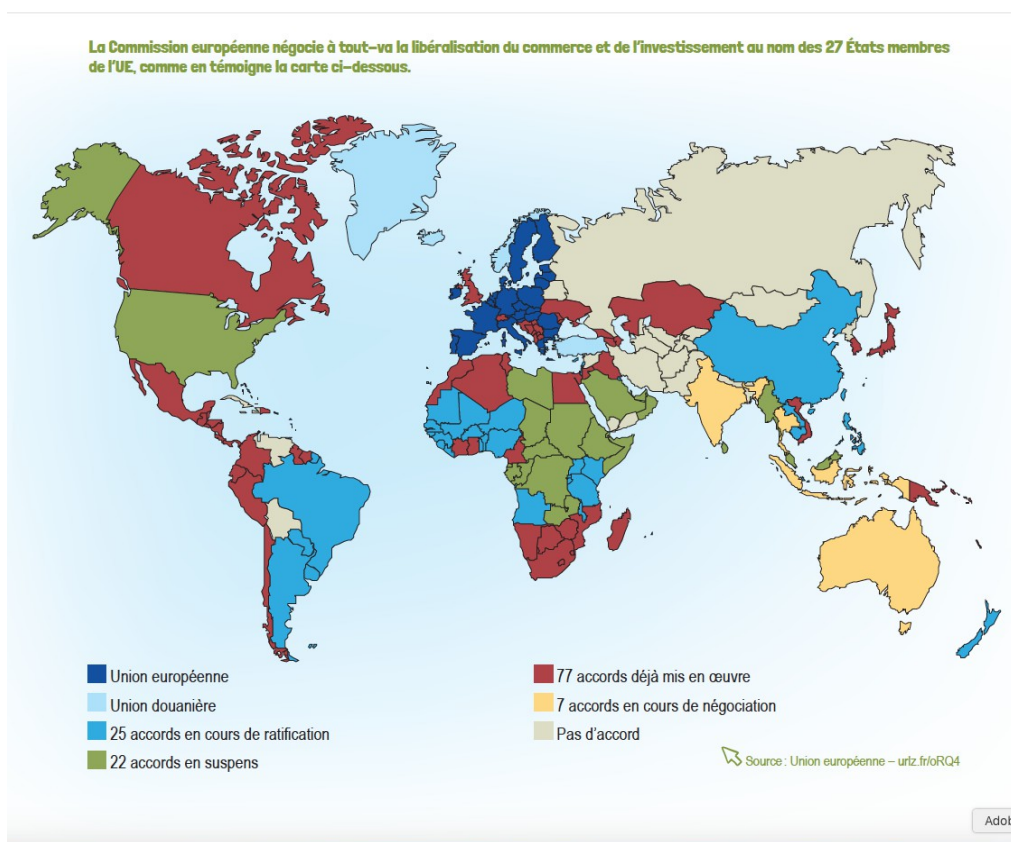 La Commission européenne négocie à tout-va la libéralisation du commerce et de l'investissement au nom des 27 États membres
de l'UE, comme en témoigne la carte ci-dessous.
Union européenne
Union douanière
25 accords en cours de ratification
22 accords en suspens
77 accords déjà mis en œuvre
7 accords en cours de négociation
Pas d'accord
Source : Union européenne – urlz.fr/oRQ4
Adob